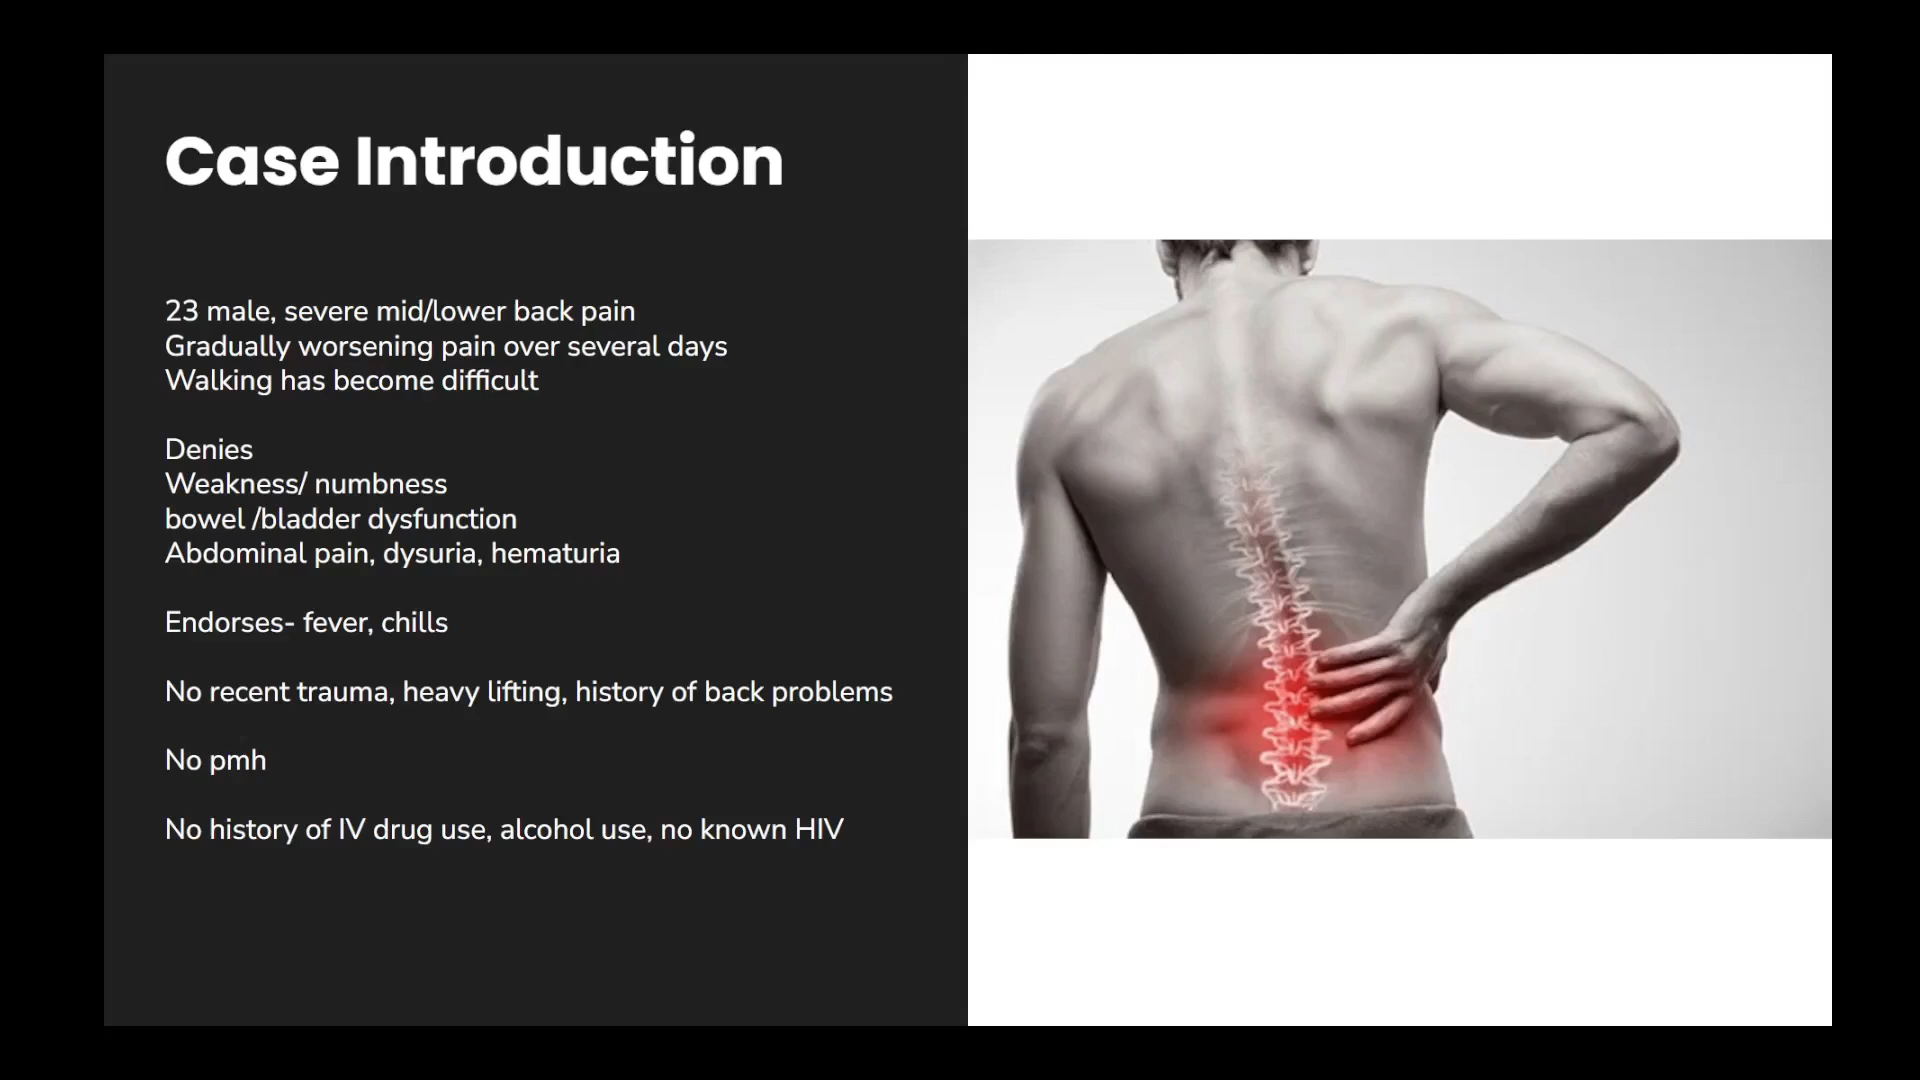 Case Introduction
23 male, severe mid/lower back pain
Gradually worsening pain over several days
Walking has become difficult
Denies
Weakness/ numbness
bowel /bladder dysfunction
Abdominal pain, dysuria, hematuria
Endorses- fever, chills
No recent trauma, heavy lifting, history of back problems
No pmh
No history of IV drug use, alcohol use, no known HIV